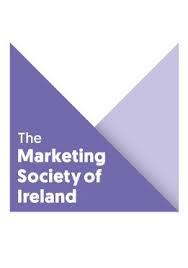 The
Marketing
Society of
Ireland